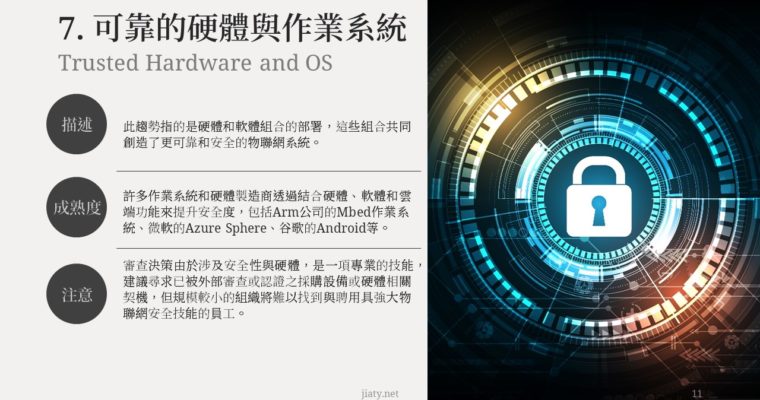 7. 可靠的硬體與作業系統
Trusted Hardware and OS
描述
此趨勢指的是硬體和軟體組合的部署，這些組合共同
創造了更可靠和安全的物聯網系統。
成熟度
許多作業系統和硬體製造商透過結合硬體、軟體和雲
端功能來提升安全度，包括Arm公司的Mbed作業系
統、微軟的Azure Sphere、谷歌的Android等。
注意
審查決策由於涉及安全性與硬體，是一項專業的技能，
建議尋求已被外部審查或認證之採購設備或硬體相關
契機，但規模較小的組織將難以找到與聘用具強大物
聯網安全技能的員工。
jiaty.net
11